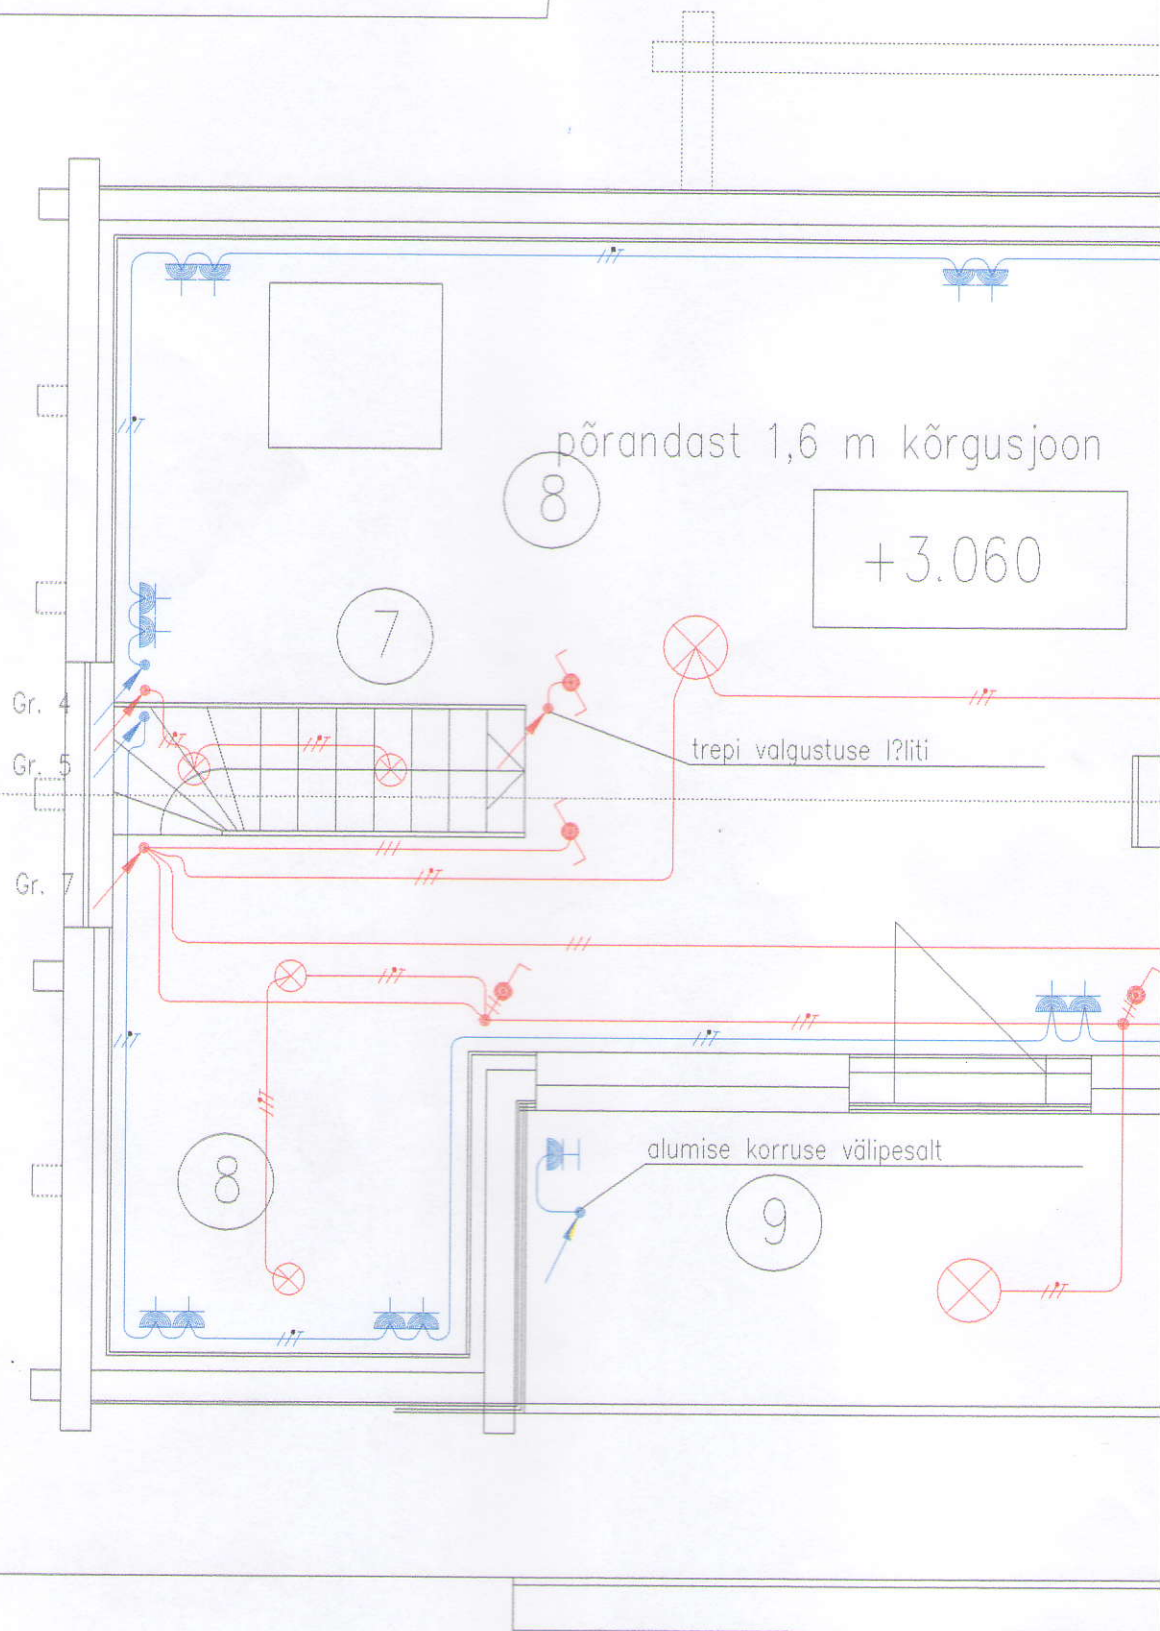 põrandast 1,6 m kõrgusjoon
8
+3.060
7
Gr. 4
trepi valgustuse l?liti
Gr. 5
Gr. 7
alumise korruse välipesalt
8
9